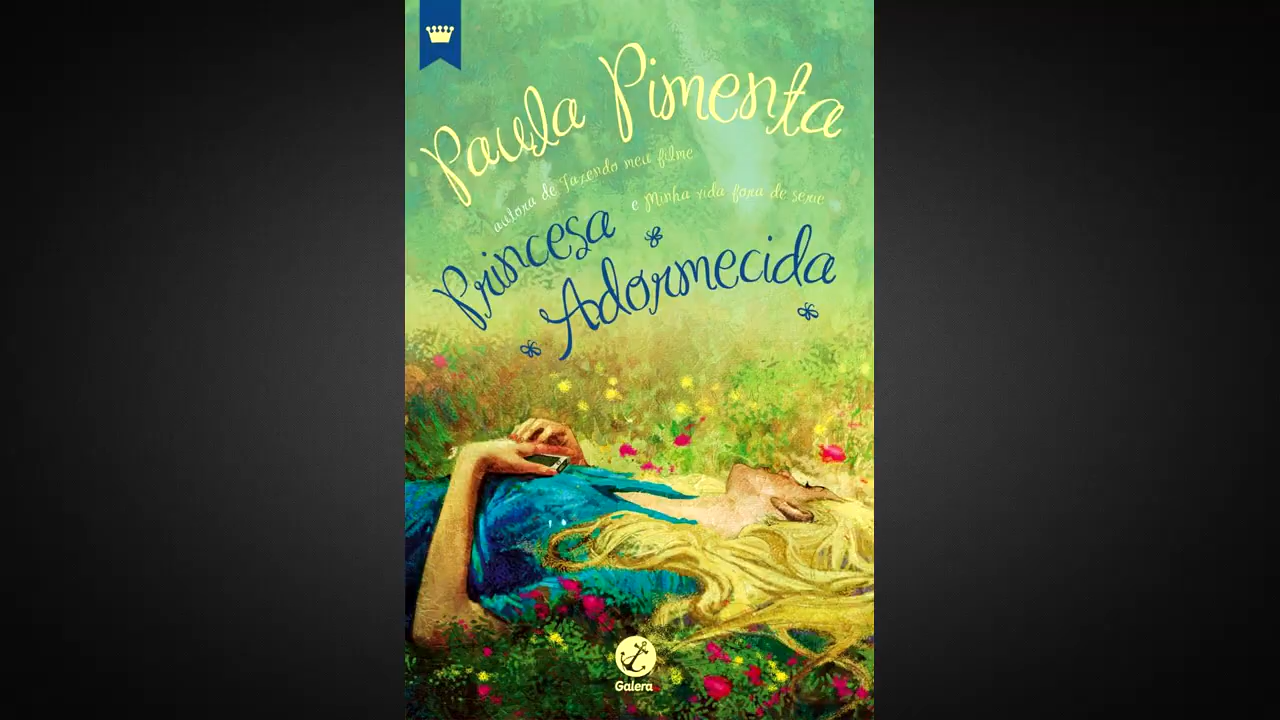 Paula Pimenta
autora de Fazendo meu filme
e Minha vida fora de série
Princesa
Adormecida
Galera